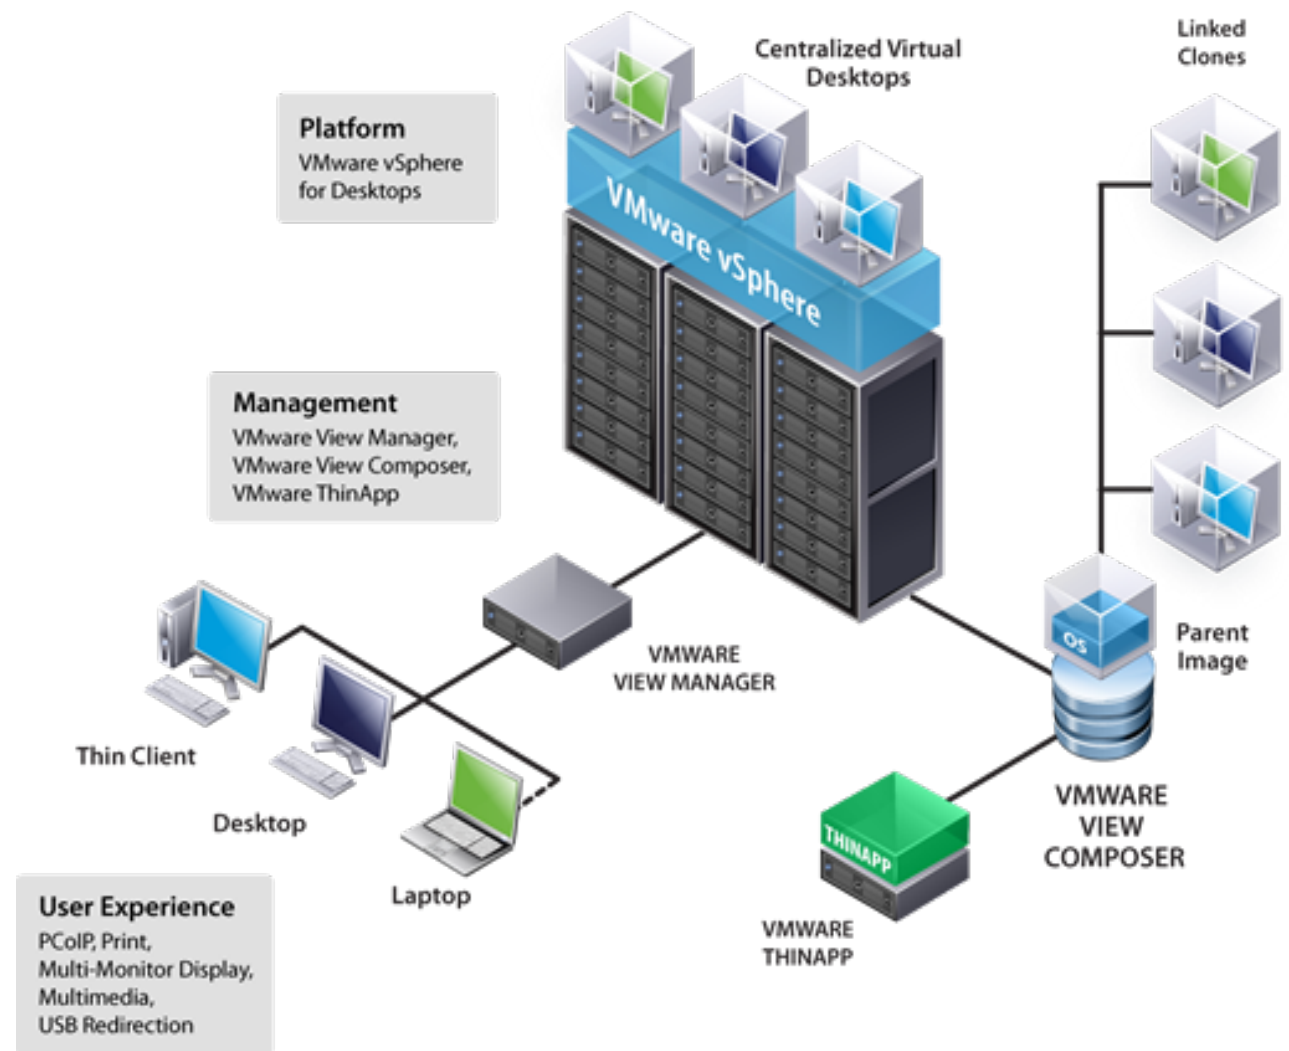 Linked
Clones
Centralized Virtual
Desktops
Platform
VMware vSphere
for Desktops
VMware vSphere
Management
VMware View Manager,
VMware View Composer,
VMware ThinApp
OS
Parent
Image
VMWARE
VIEW MANAGER
Thin Client
Desktop
Laptop
VMWARE
VIEW
COMPOSER
THINAPP
VMWARE
THINAPP
User Experience
PCoIP, Print,
Multi-Monitor Display,
Multimedia,
USB Redirection